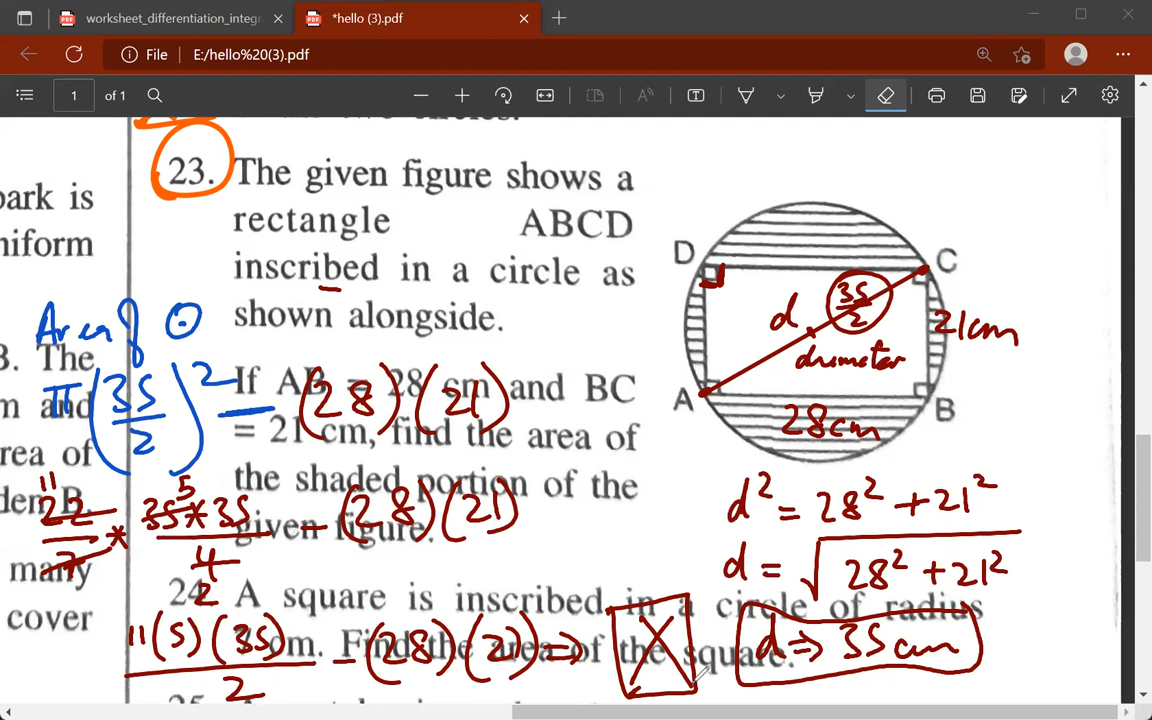 worksheet_differentiation_integr
*hello (3).pdf
File E:/hello%20(3).pdf
1 of 1
23. The given figure shows a
rectangle ABCD
inscribed in a circle as
shown alongside.
If AB = 28 cm and BC
= 21 cm, find the area of
the shaded portion of the
given figure.
24. A square is inscribed in a circle of radius
cm. Find the area of the square.
park is
niform
3. The
m and
rea of
den B.
many
cover
D C
A B
d 35/2
diameter
21cm
28cm
Area of ⊙
π(35/2)² — (28)(21)
11 5
22/7 * 35*35/4 — (28)(21)
2
11(5)(35)/2 — (28)(21) ⇒
d² = 28² + 21²
d = √28² + 21²
d ⇒ 35cm